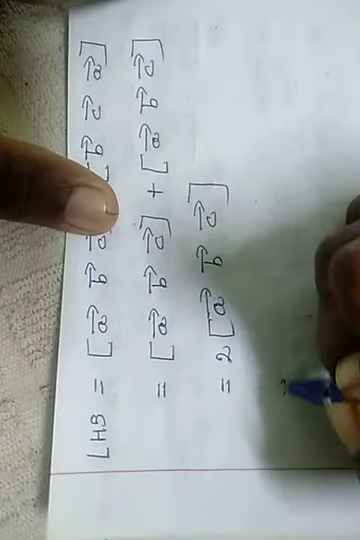 LHS = [a⃗ b⃗ c⃗ [b⃗ c⃗ a⃗]
= [a⃗ b⃗ c⃗] + [a⃗ b⃗ c⃗]
= 2 [a⃗ b⃗ c⃗]